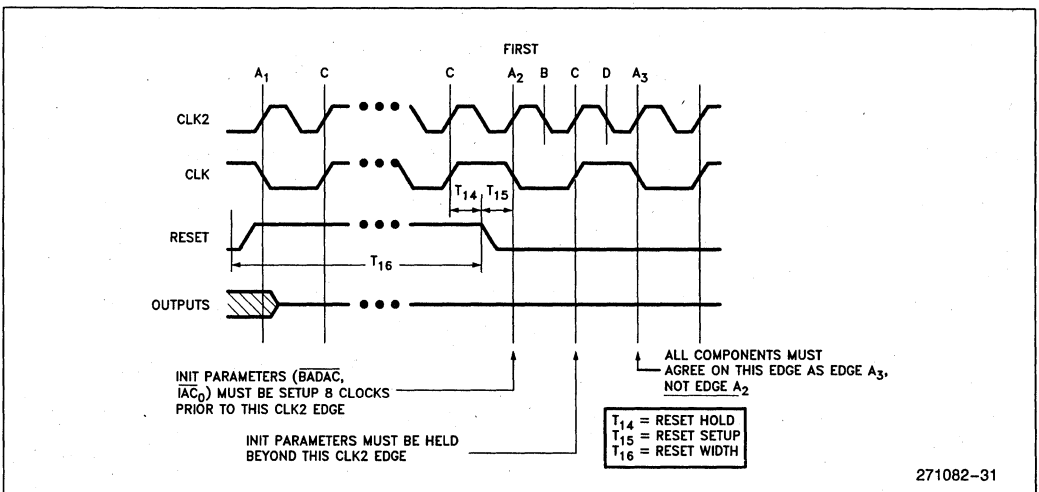 FIRST
A1 C C A2 B C D A3
CLK2
CLK
T14 T15
RESET
T16
OUTPUTS
INIT PARAMETERS (BADAC,
IAC0) MUST BE SETUP 8 CLOCKS
PRIOR TO THIS CLK2 EDGE
ALL COMPONENTS MUST
AGREE ON THIS EDGE AS EDGE A3,
NOT EDGE A2
INIT PARAMETERS MUST BE HELD
BEYOND THIS CLK2 EDGE
T14 = RESET HOLD
T15 = RESET SETUP
T16 = RESET WIDTH
271082-31